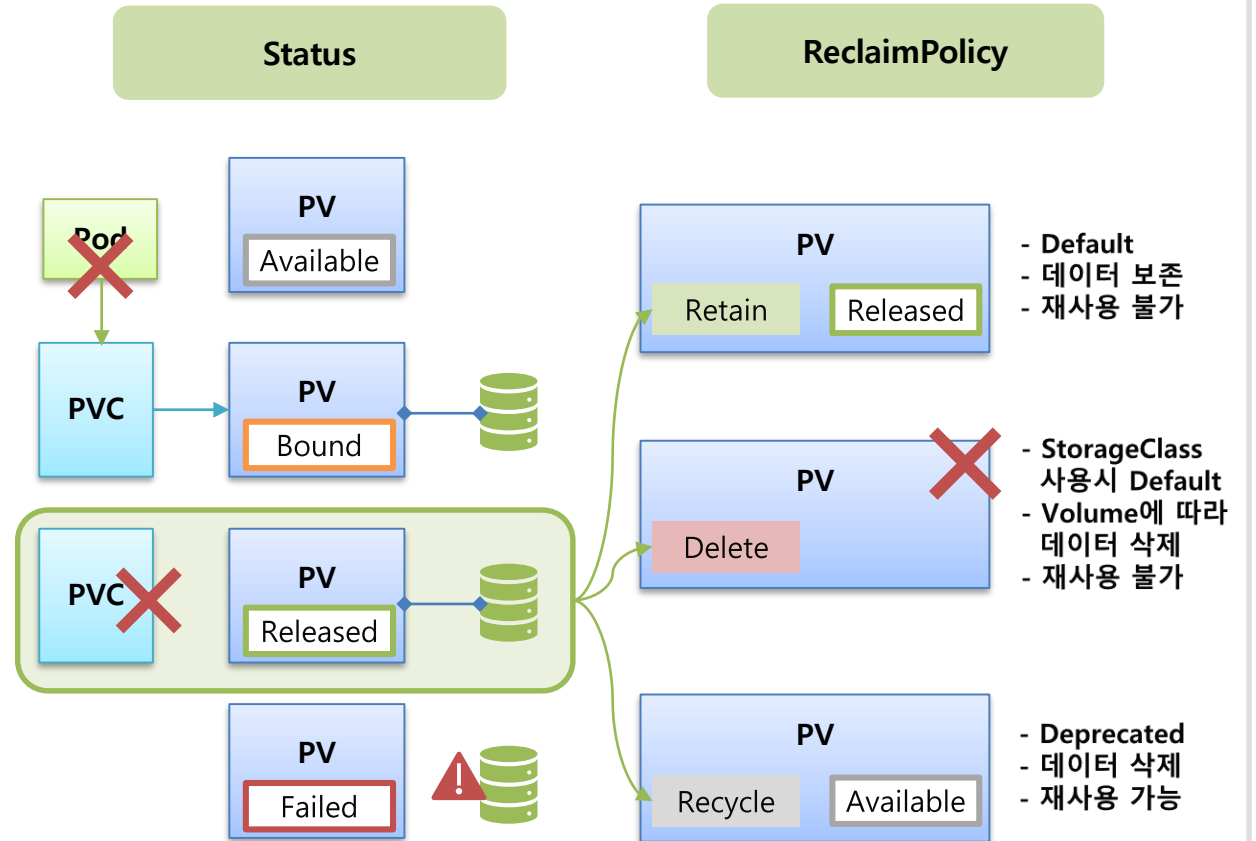 Status
ReclaimPolicy
PV
Available
Pod
PVC
PV
Bound
PVC
PV
Released
PV
Failed
PV
Retain
Released
- Default
- 데이터 보존
- 재사용 불가
PV
Delete
- StorageClass
사용시 Default
- Volume에 따라
데이터 삭제
- 재사용 불가
PV
Recycle
Available
- Deprecated
- 데이터 삭제
- 재사용 가능